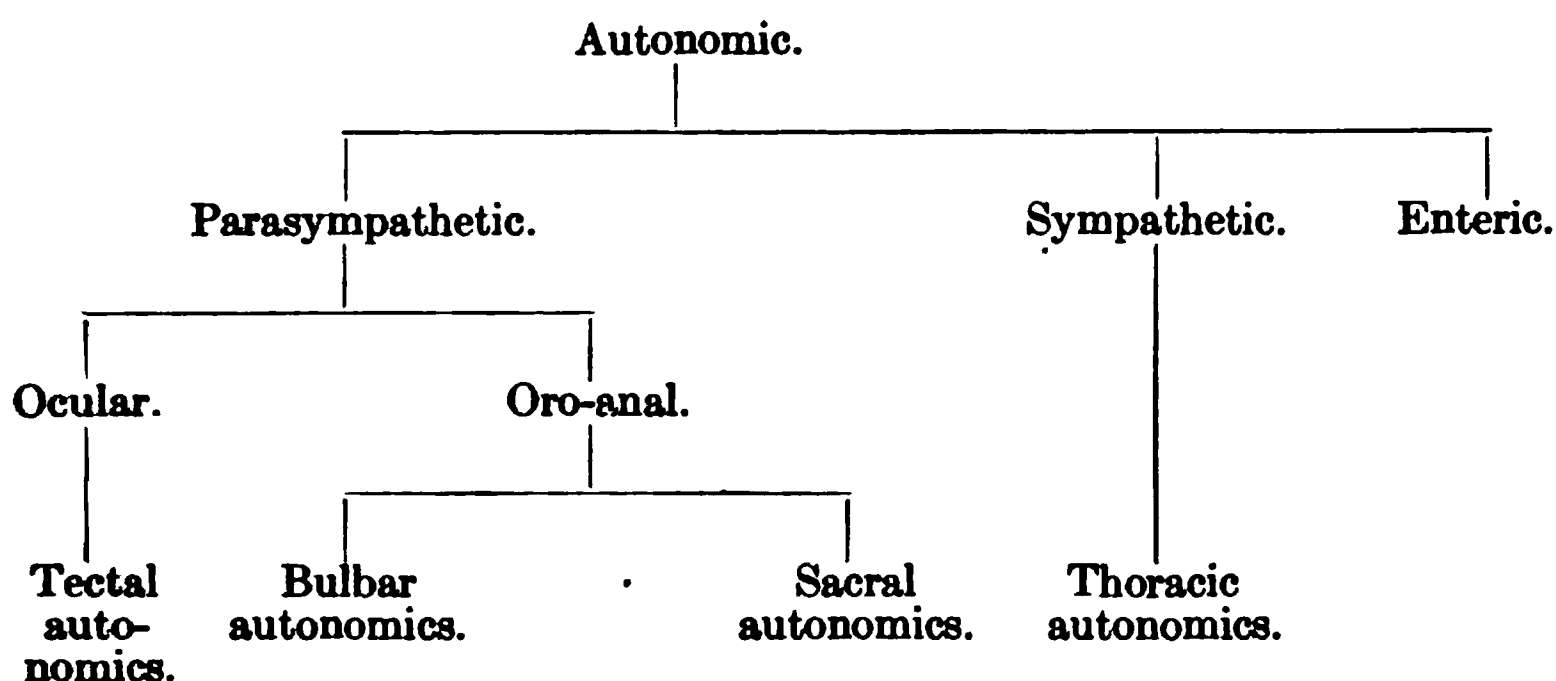 Autonomic.
Parasympathetic. Sympathetic. Enteric.
Ocular. Oro-anal.
Tectal Bulbar Sacral Thoracic
auto- autonomics. autonomics. autonomics.
nomics.